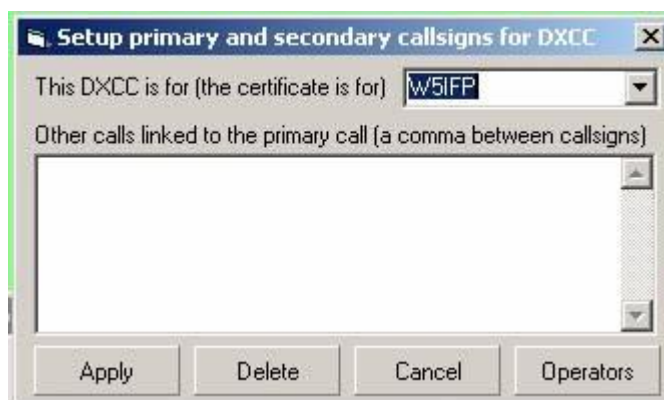 Setup primary and secondary callsigns for DXCC
This DXCC is for (the certificate is for) W5IFP
Other calls linked to the primary call (a comma between callsigns)
Apply Delete Cancel Operators